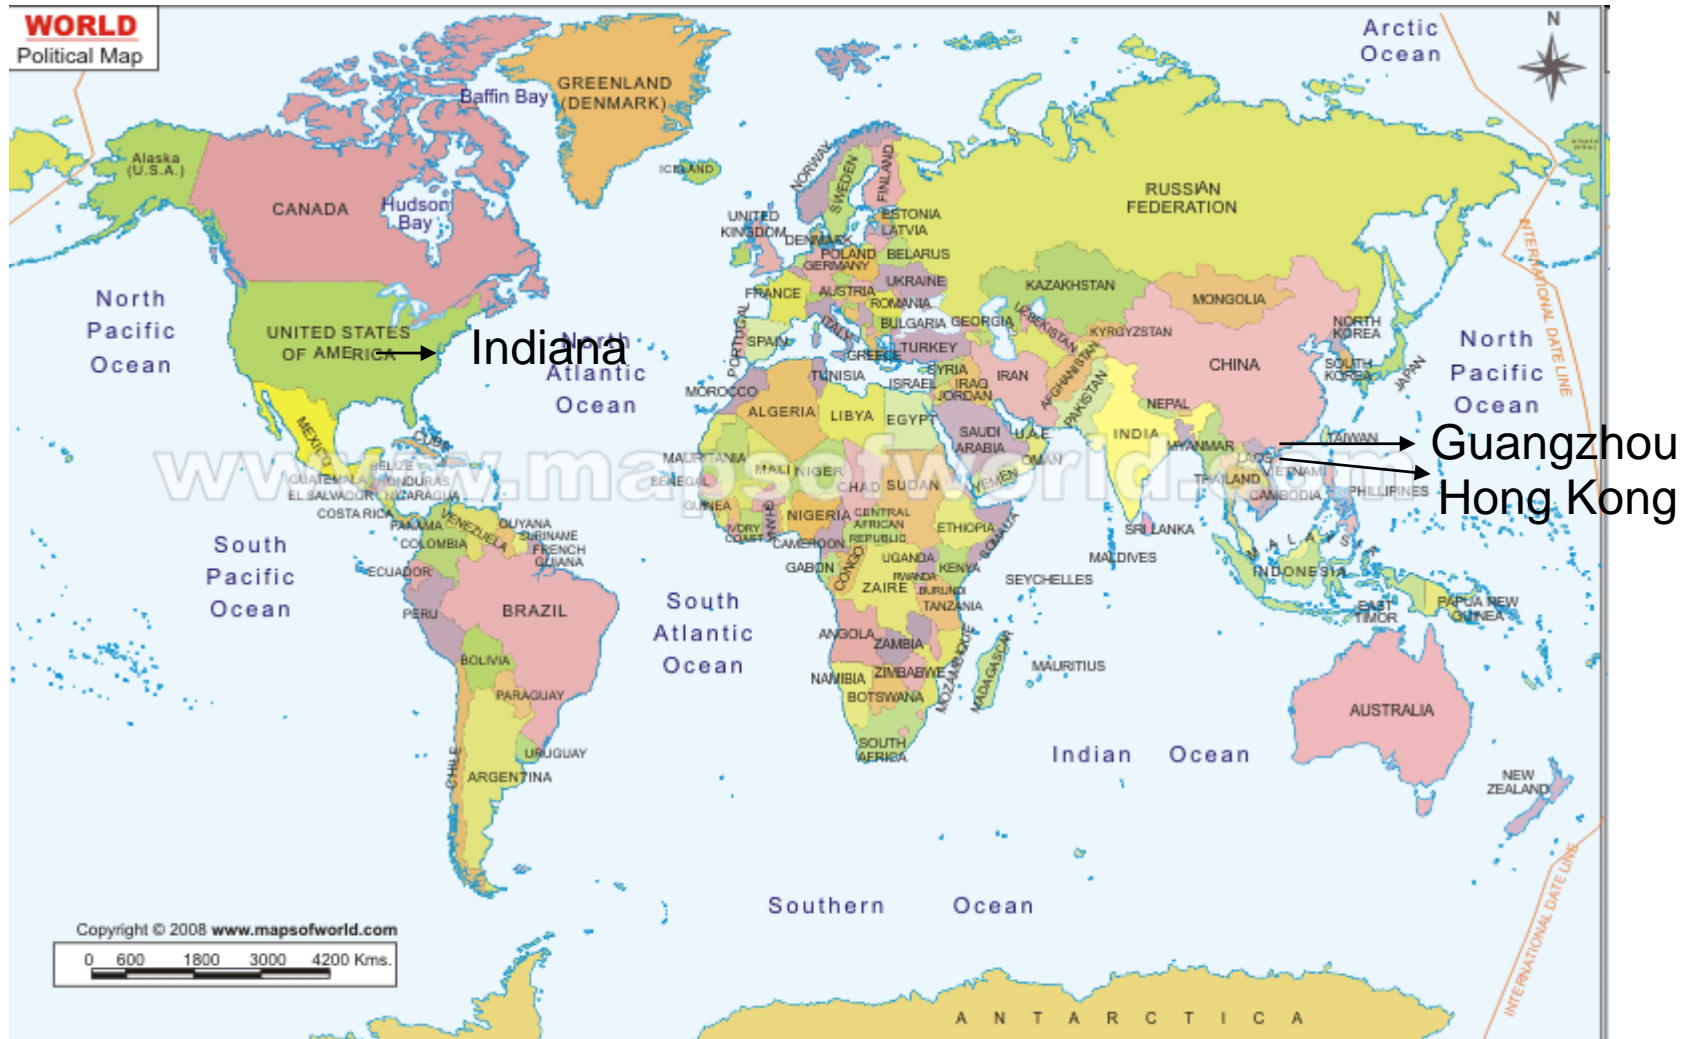 WORLD
Political Map
Arctic
Ocean
N
Baffin Bay
GREENLAND
(DENMARK)
Alaska
(U.S.A.)
ICELAND
NORWAY
SWEDEN
FINLAND
RUSSIAN
FEDERATION
CANADA
Hudson
Bay
UNITED
KINGDOM
ESTONIA
LATVIA
DENMARK
POLAND
BELARUS
GERMANY
UKRAINE
FRANCE
AUSTRIA
ROMANIA
KAZAKHSTAN
MONGOLIA
INTERNATIONAL DATE LINE
North
Pacific
Ocean
UNITED STATES
OF AMERICA
Indiana
North
Atlantic
Ocean
PORTUGAL
SPAIN
ITALY
BULGARIA
GEORGIA
UZBEKISTAN
KYRGYZSTAN
NORTH
KOREA
North
Pacific
Ocean
GREECE
TURKEY
CHINA
SOUTH
KOREA
JAPAN
TUNISIA
SYRIA
ISRAEL
IRAQ
JORDAN
IRAN
AFGHANISTAN
PAKISTAN
NEPAL
MOROCCO
ALGERIA
LIBYA
EGYPT
SAUDI
ARABIA
U.A.E.
OMAN
INDIA
MYANMAR
TAIWAN
Guangzhou
MEXICO
CUBA
www.mapsofworld.com
BELIZE
GUATEMALA
HONDURAS
EL SALVADOR
NICARAGUA
COSTA RICA
MAURITANIA
MALI
NIGER
CHAD
SUDAN
YEMEN
LAOS
VIETNAM
THAILAND
CAMBODIA
PHILLIPINES
Hong Kong
SENEGAL
GUINEA
IVORY
COAST
GHANA
NIGERIA
CENTRAL
AFRICAN
REPUBLIC
ETHIOPIA
SOMALIA
SRI LANKA
PANAMA
VENEZUELA
GUYANA
SURINAME
FRENCH
GUIANA
COLOMBIA
CAMEROON
MALDIVES
MALAYSIA
South
Pacific
Ocean
ECUADOR
GABON
CONGO
UGANDA
KENYA
RWANDA
BURUNDI
ZAIRE
TANZANIA
SEYCHELLES
INDONESIA
PERU
BRAZIL
South
Atlantic
Ocean
EAST
TIMOR
PAPUA NEW
GUINEA
ANGOLA
ZAMBIA
MOZAMBIQUE
MADAGASCAR
MAURITIUS
BOLIVIA
NAMIBIA
ZIMBABWE
BOTSWANA
PARAGUAY
AUSTRALIA
CHILE
URUGUAY
ARGENTINA
SOUTH
AFRICA
Indian Ocean
NEW
ZEALAND
Southern Ocean
INTERNATIONAL DATE LINE
Copyright © 2008 www.mapsofworld.com
0 600 1800 3000 4200 Kms.
ANTARCTICA